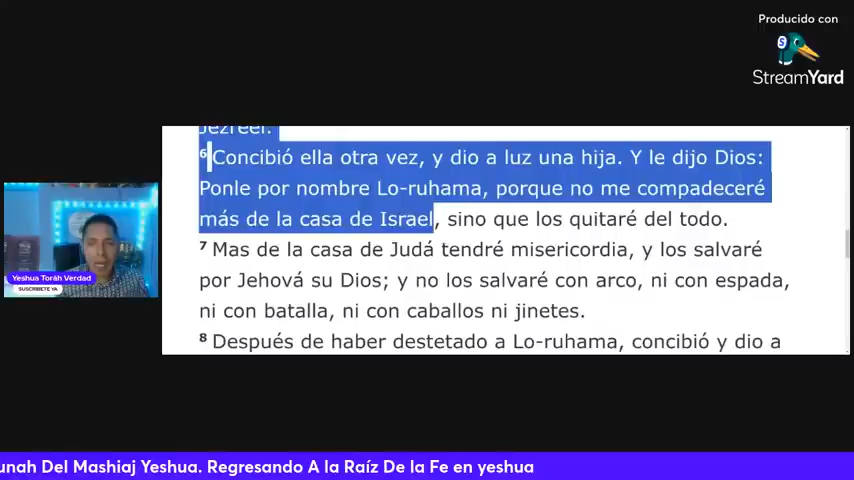 Producido con
StreamYard
Jezreel.
6 Concibió ella otra vez, y dio a luz una hija. Y le dijo Dios:
Ponle por nombre Lo-ruhama, porque no me compadeceré
más de la casa de Israel, sino que los quitaré del todo.
7 Mas de la casa de Judá tendré misericordia, y los salvaré
por Jehová su Dios; y no los salvaré con arco, ni con espada,
ni con batalla, ni con caballos ni jinetes.
8 Después de haber destetado a Lo-ruhama, concibió y dio a
Yeshua Toráh Verdad
SUSCRIBETE YA
unah Del Mashiaj Yeshua. Regresando A la Raíz De la Fe en yeshua